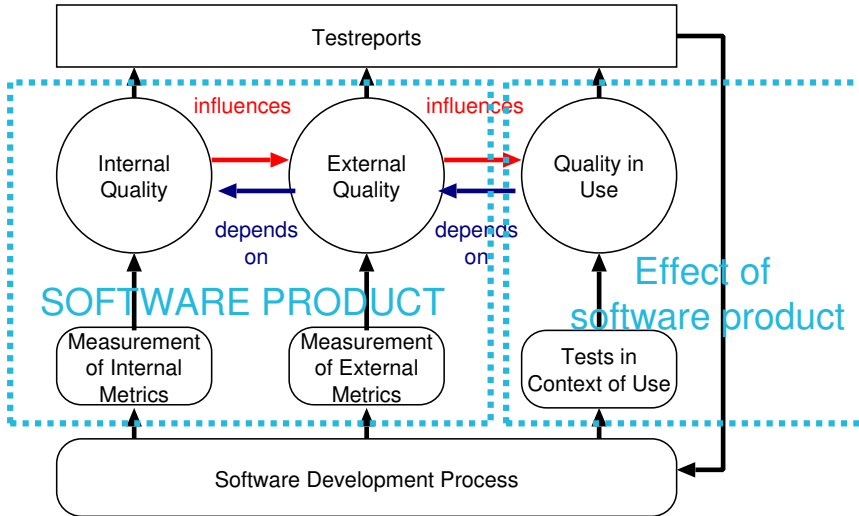 Testreports
influences
influences
Internal
Quality
External
Quality
Quality in
Use
depends
on
depends
on
SOFTWARE PRODUCT
Effect of
software product
Measurement
of Internal
Metrics
Measurement
of External
Metrics
Tests in
Context of Use
Software Development Process